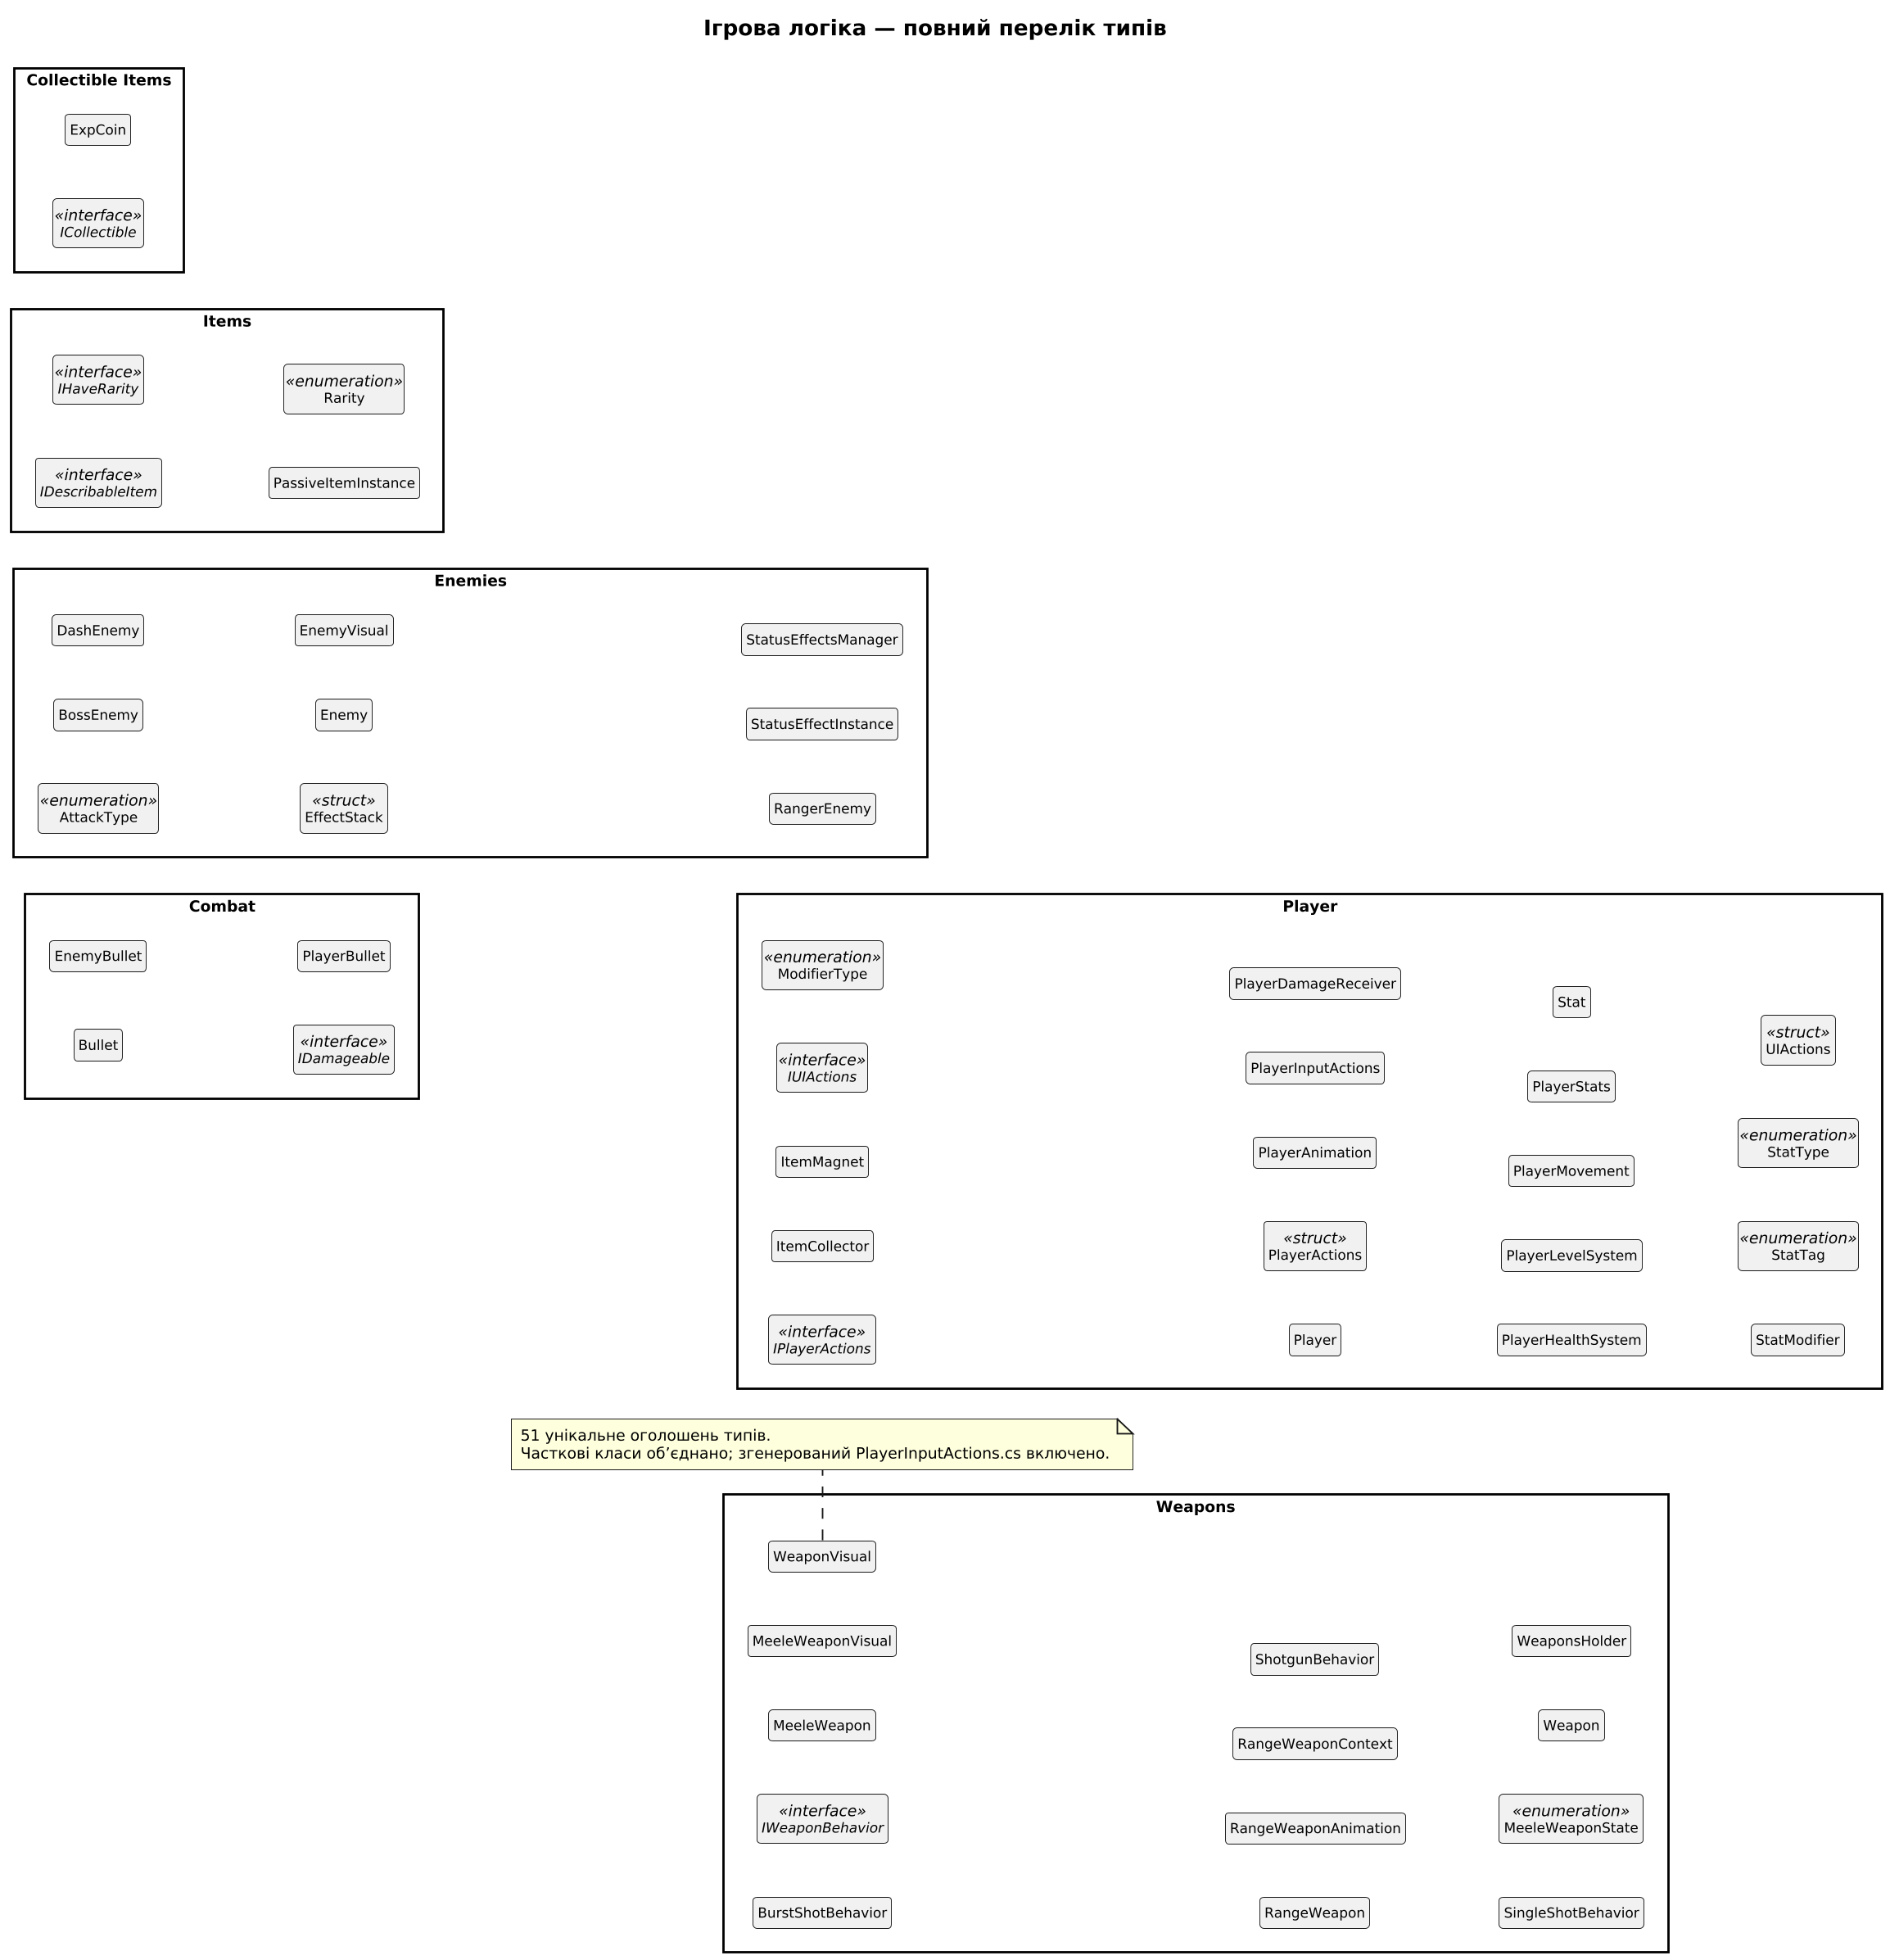 Ігрова логіка — повний перелік типів
Collectible Items
ExpCoin
«interface»
ICollectible
Items
«interface»
IHaveRarity
«enumeration»
Rarity
«interface»
IDescribableItem
PassiveItemInstance
Enemies
DashEnemy
EnemyVisual
StatusEffectsManager
BossEnemy
Enemy
StatusEffectInstance
«enumeration»
AttackType
«struct»
EffectStack
RangerEnemy
Combat
EnemyBullet
PlayerBullet
Bullet
«interface»
IDamageable
Player
«enumeration»
ModifierType
PlayerDamageReceiver
Stat
«struct»
UIActions
«interface»
IUIActions
PlayerInputActions
PlayerStats
«enumeration»
StatType
ItemMagnet
PlayerAnimation
PlayerMovement
ItemCollector
«struct»
PlayerActions
PlayerLevelSystem
«enumeration»
StatTag
«interface»
IPlayerActions
Player
PlayerHealthSystem
StatModifier
51 унікальне оголошень типів.
Часткові класи об’єднано; згенерований PlayerInputActions.cs включено.
Weapons
WeaponVisual
MeeleWeaponVisual
ShotgunBehavior
WeaponsHolder
MeeleWeapon
RangeWeaponContext
Weapon
«interface»
IWeaponBehavior
RangeWeaponAnimation
«enumeration»
MeeleWeaponState
BurstShotBehavior
RangeWeapon
SingleShotBehavior